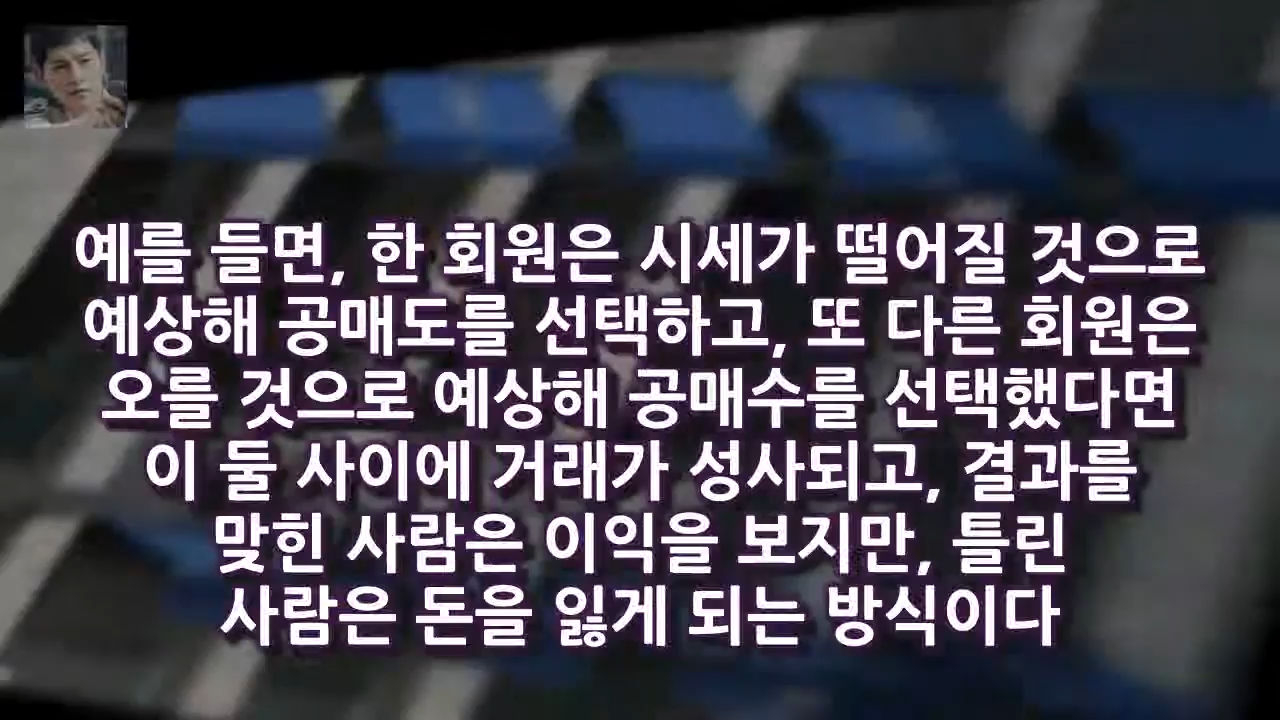 예를 들면, 한 회원은 시세가 떨어질 것으로
예상해 공매도를 선택하고, 또 다른 회원은
오를 것으로 예상해 공매수를 선택했다면
이 둘 사이에 거래가 성사되고, 결과를
맞힌 사람은 이익을 보지만, 틀린
사람은 돈을 잃게 되는 방식이다